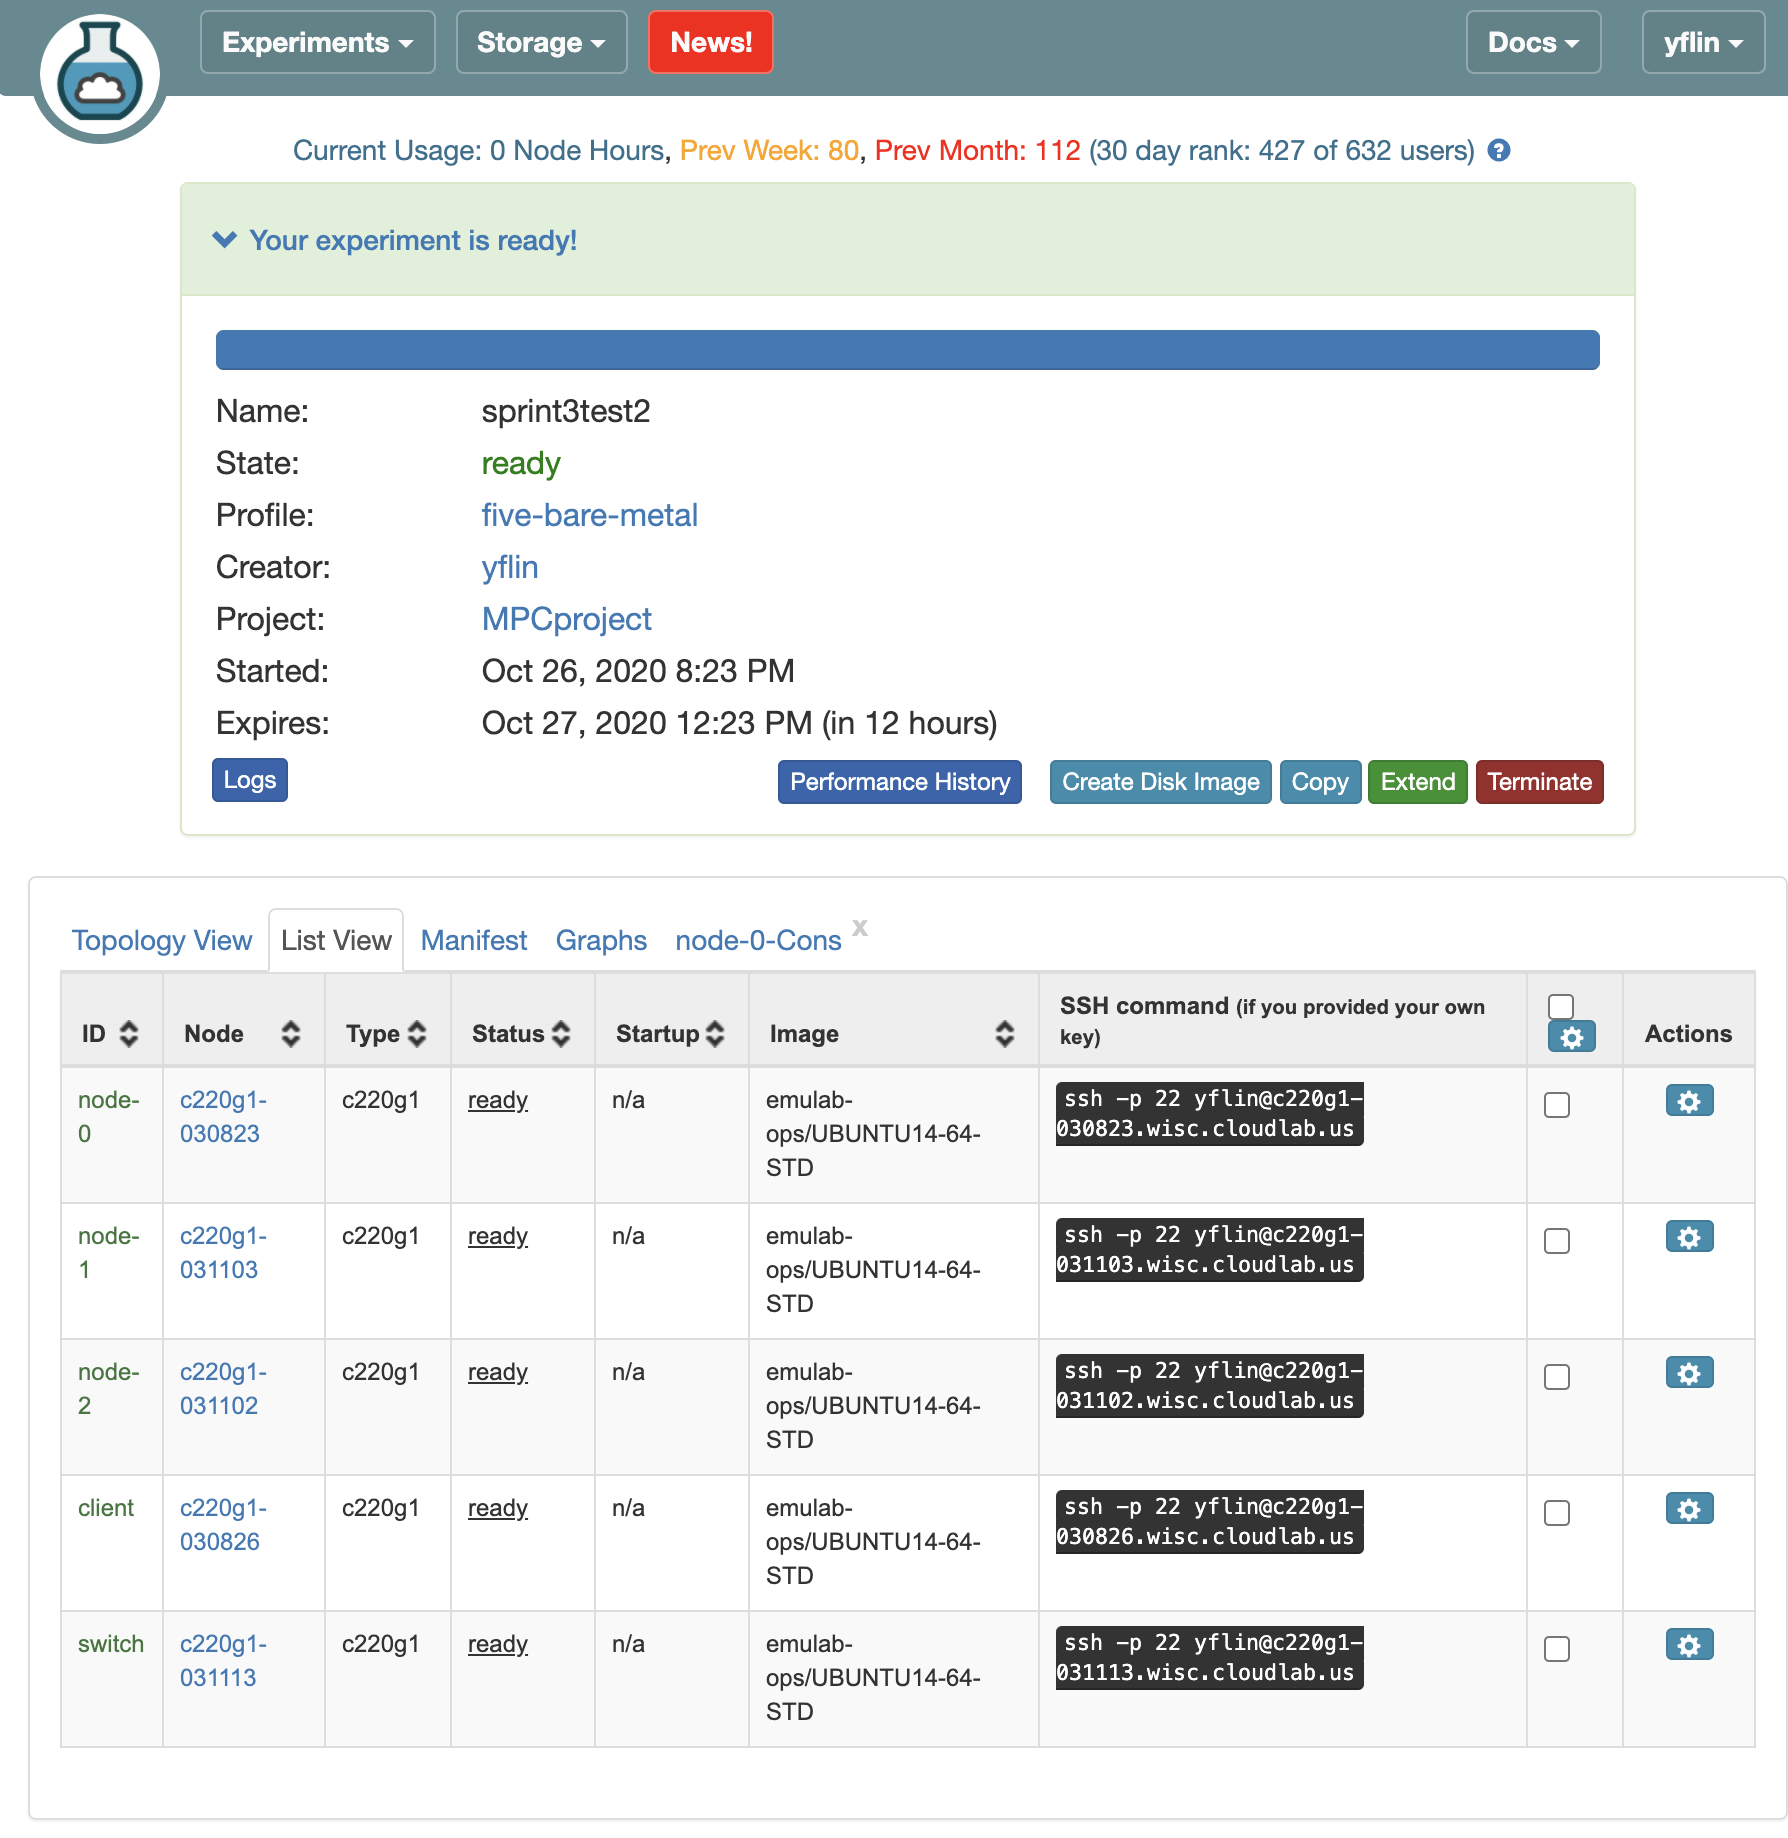 Experiments Storage News! Docs yflin
Current Usage: 0 Node Hours, Prev Week: 80, Prev Month: 112 (30 day rank: 427 of 632 users) ?
Your experiment is ready!
Name: sprint3test2
State: ready
Profile: five-bare-metal
Creator: yflin
Project: MPCproject
Started: Oct 26, 2020 8:23 PM
Expires: Oct 27, 2020 12:23 PM (in 12 hours)
Logs Performance History Create Disk Image Copy Extend Terminate
Topology View List View Manifest Graphs node-0-Cons x
SSH command (if you provided your own
key)
ID Node Type Status Startup Image Actions
node- c220g1- c220g1 ready n/a emulab- ssh -p 22 yflin@c220g1-
0 030823 ops/UBUNTU14-64- 030823.wisc.cloudlab.us
STD
node- c220g1- c220g1 ready n/a emulab- ssh -p 22 yflin@c220g1-
1 031103 ops/UBUNTU14-64- 031103.wisc.cloudlab.us
STD
node- c220g1- c220g1 ready n/a emulab- ssh -p 22 yflin@c220g1-
2 031102 ops/UBUNTU14-64- 031102.wisc.cloudlab.us
STD
client c220g1- c220g1 ready n/a emulab- ssh -p 22 yflin@c220g1-
030826 ops/UBUNTU14-64- 030826.wisc.cloudlab.us
STD
switch c220g1- c220g1 ready n/a emulab- ssh -p 22 yflin@c220g1-
031113 ops/UBUNTU14-64- 031113.wisc.cloudlab.us
STD